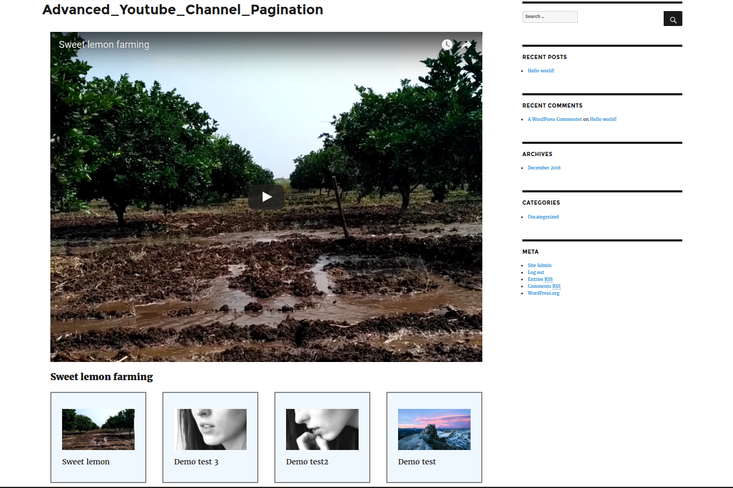 Advanced_Youtube_Channel_Pagination
Sweet lemon farming
Sweet lemon farming
Sweet lemon
Demo test 3
Demo test2
Demo test
Search …
RECENT POSTS
Hello world!
RECENT COMMENTS
A WordPress Commenter on Hello world!
ARCHIVES
December 2016
CATEGORIES
Uncategorized
META
Site Admin
Log out
Entries RSS
Comments RSS
WordPress.org